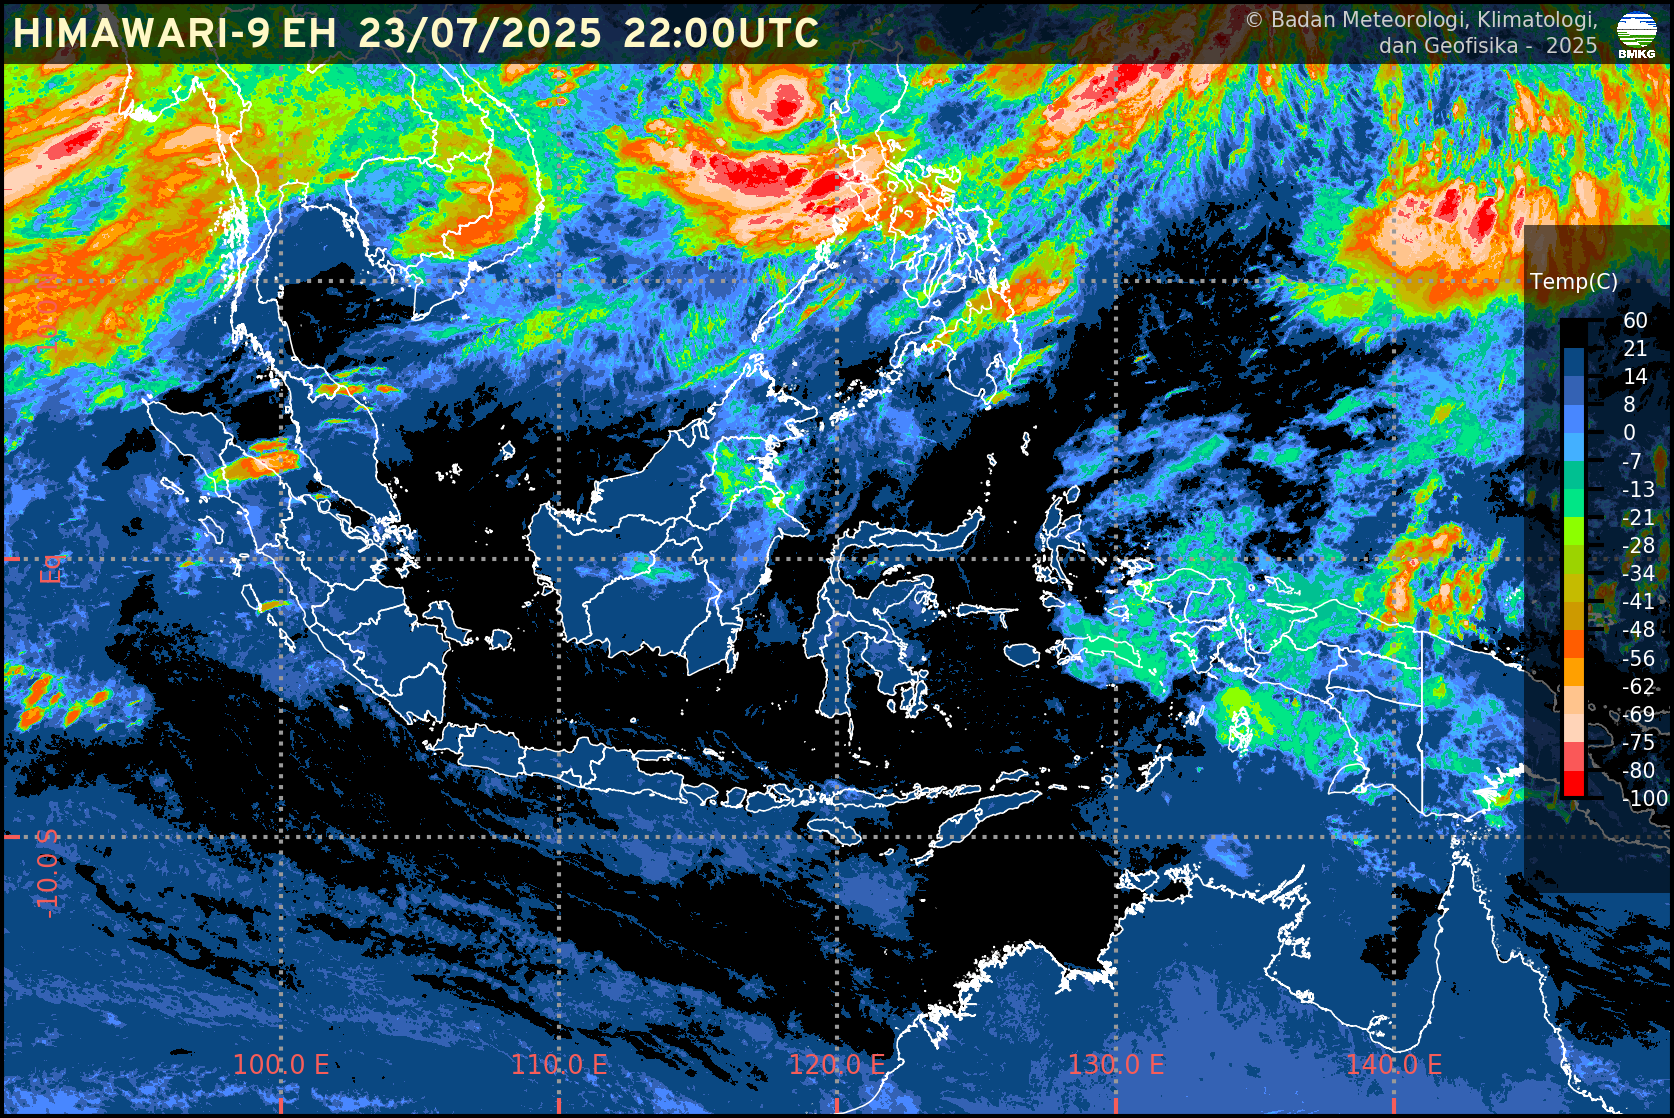 HIMAWARI-9 EH 23/07/2025 22:00UTC
© Badan Meteorologi, Klimatologi,
dan Geofisika - 2025
BMKG
Temp(C)
60
21
14
8
0
-7
-13
-21
-28
-34
-41
-48
-56
-62
-69
-75
-80
-100
Eq
-10.0 S
100.0 E
110.0 E
120.0 E
130.0 E
140.0 E